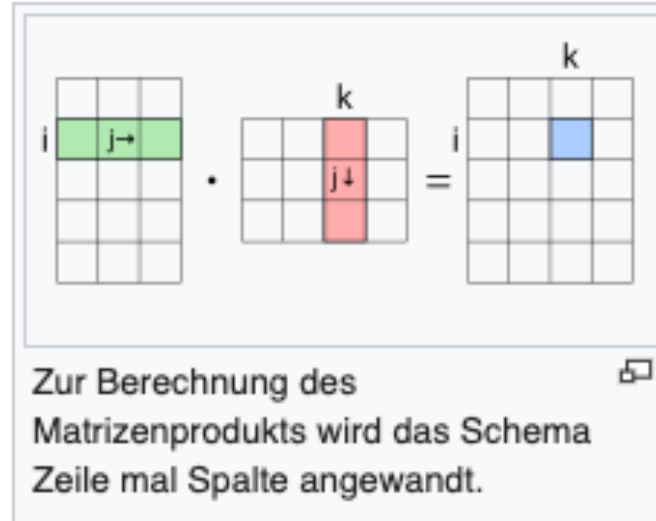 k
k
i j→ i
· j↓ =
Zur Berechnung des
Matrizenprodukts wird das Schema
Zeile mal Spalte angewandt.